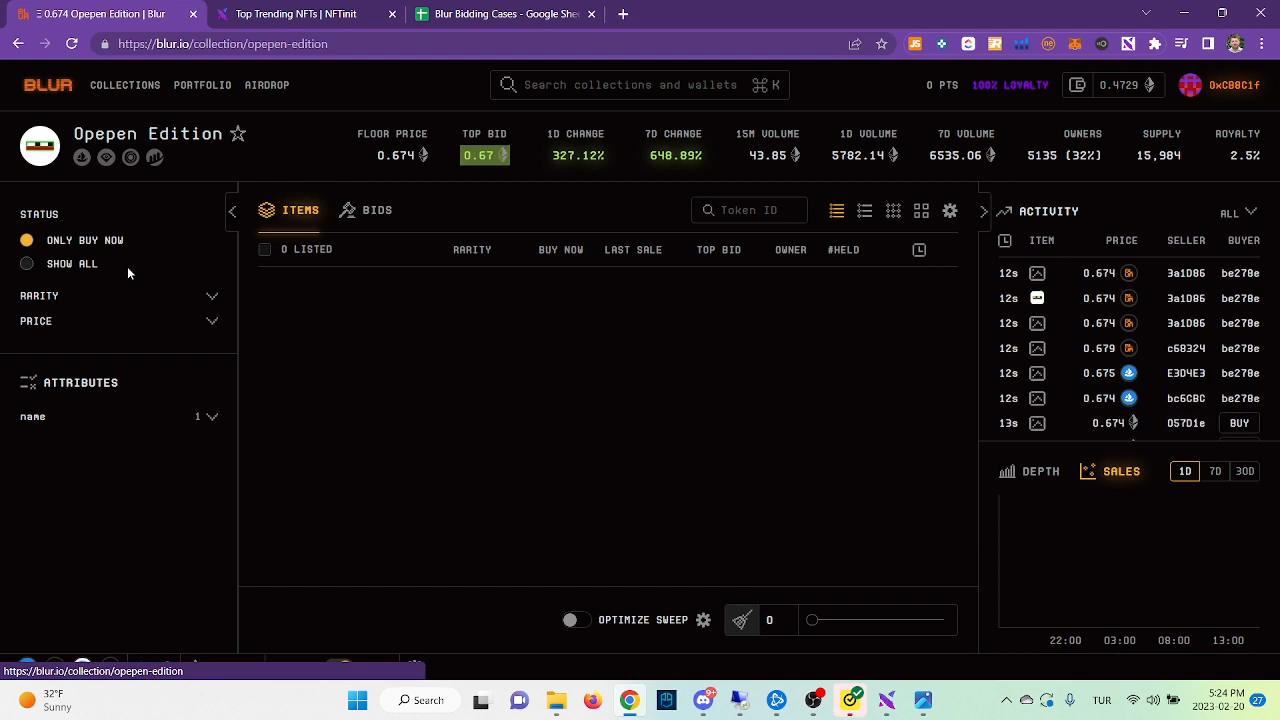 Ξ 0.674 Opepen Edition | Blur
Top Trending NFTs | NFTinit
Blur Bidding Cases - Google She
https://blur.io/collection/opepen-edition
BLUR COLLECTIONS PORTFOLIO AIRDROP
Search collections and wallets ⌘ K
0 PTS 100% LOYALTY 0.4729 0xCB8C1f
Opepen Edition
FLOOR PRICE TOP BID 1D CHANGE 7D CHANGE 15M VOLUME 1D VOLUME 7D VOLUME OWNERS SUPPLY ROYALTY
0.674 0.67 327.12% 648.89% 43.85 5782.14 6535.06 5135 (32%) 15,984 2.5%
STATUS
ONLY BUY NOW
SHOW ALL
RARITY
PRICE
ATTRIBUTES
name 1
ITEMS BIDS Token ID
0 LISTED RARITY BUY NOW LAST SALE TOP BID OWNER #HELD
OPTIMIZE SWEEP 0
ACTIVITY ALL
ITEM PRICE SELLER BUYER
12s 0.674 3a1D86 be278e
12s 0.674 3a1D86 be278e
12s 0.674 3a1D86 be278e
12s 0.679 c68324 be278e
12s 0.675 E3D4E3 be278e
12s 0.674 bc6CBC be278e
13s 0.674 057D1e BUY
DEPTH SALES 1D 7D 30D
22:00 03:00 08:00 13:00
https://blur.io/collection/opepen-edition
32°F
Sunny
Search
9+
TUR
5:24 PM
2023-02-20
27